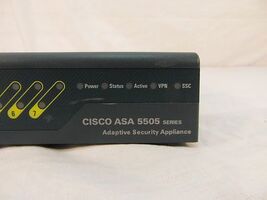 Power Status Active VPN SSC
6 7
CISCO ASA 5505 SERIES
Adaptive Security Appliance